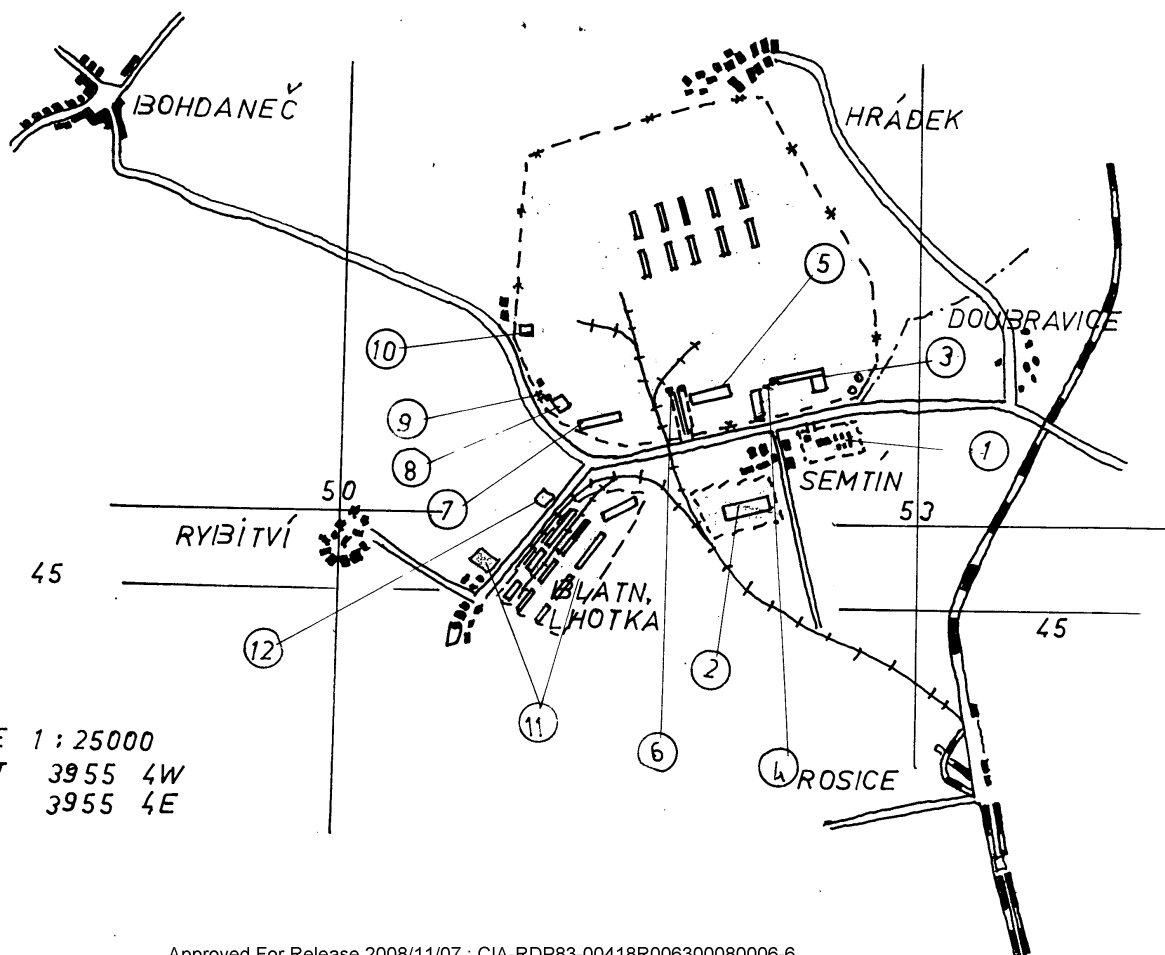 BOHDANEČ
HRÁDEK
5
DOUBRAVICE
10
3
9
8
1
7
SEMTÍN
50
53
RYBITVÍ
45
BLATN.
LHOTKA
45
12
2
11
6
4
ROSICE
E 1:25000
T 3955 4W
3955 4E
Approved For Release 2008/11/07 : CIA-RDP83-00418R006300080006-6